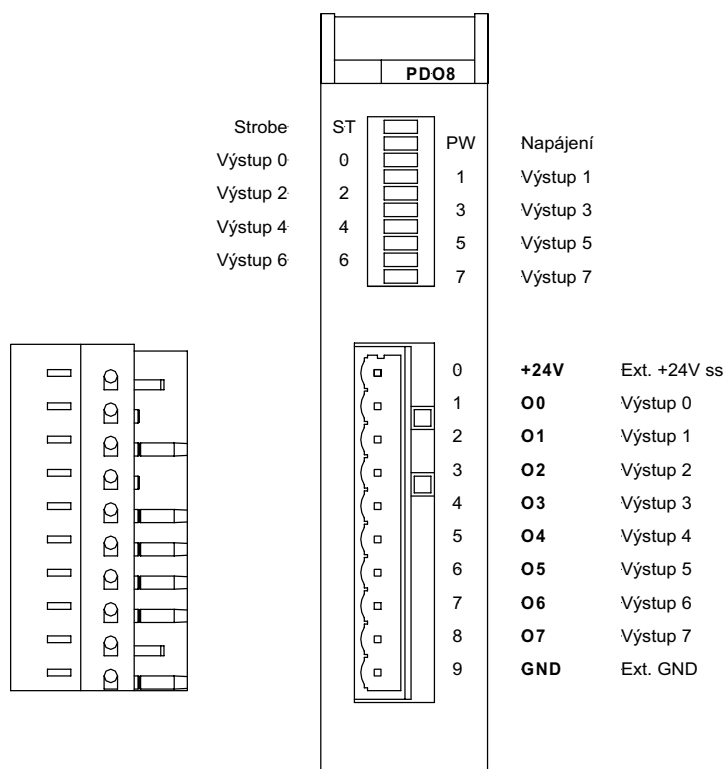 PDO8
Strobe ST
PW Napájení
Výstup 0 0
1 Výstup 1
Výstup 2 2
3 Výstup 3
Výstup 4 4
5 Výstup 5
Výstup 6 6
7 Výstup 7
0 +24V Ext. +24V ss
1 O0 Výstup 0
2 O1 Výstup 1
3 O2 Výstup 2
4 O3 Výstup 3
5 O4 Výstup 4
6 O5 Výstup 5
7 O6 Výstup 6
8 O7 Výstup 7
9 GND Ext. GND